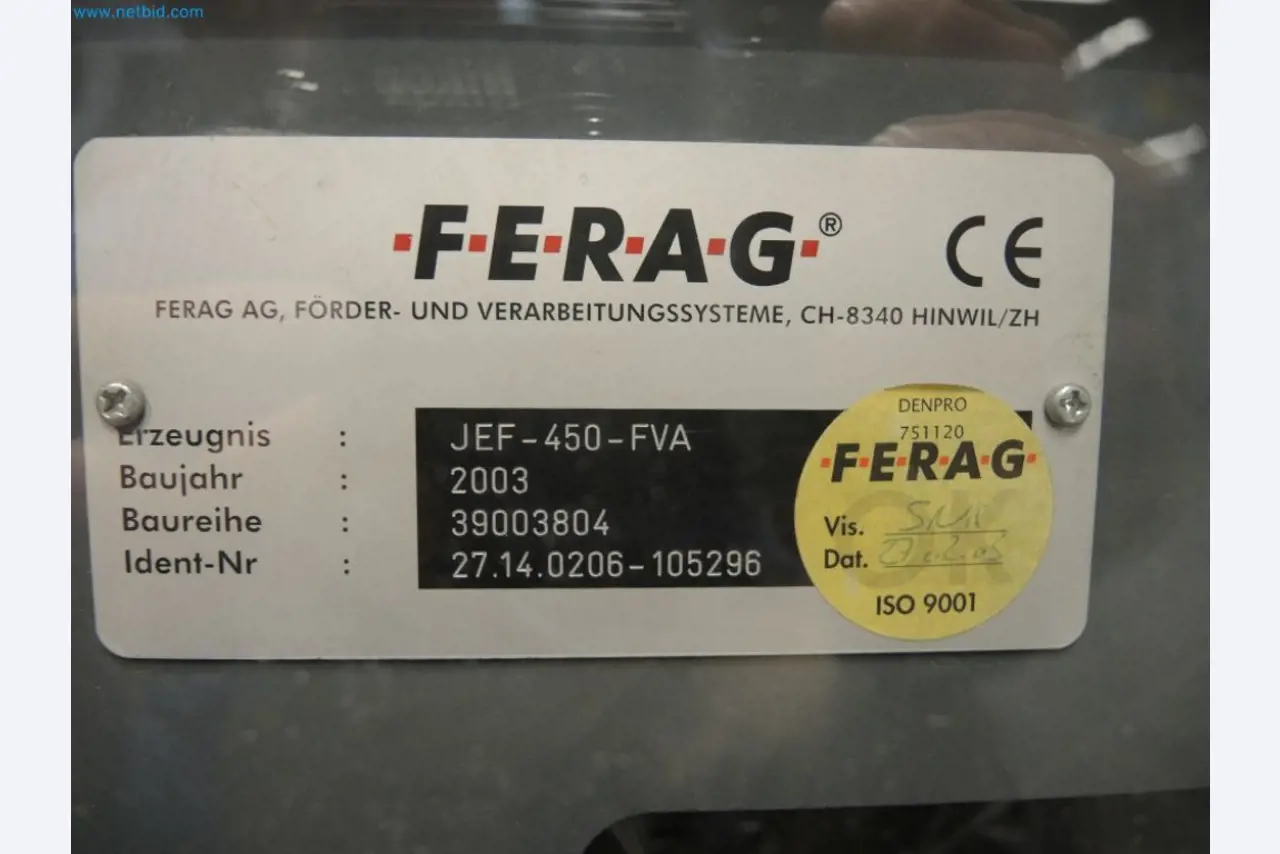 www.netbid.com
·F·E·R·A·G·®
CE
FERAG AG, FÖRDER- UND VERARBEITUNGSSYSTEME, CH-8340 HINWIL/ZH
Erzeugnis : JEF-450-FVA
Baujahr : 2003
Baureihe : 39003804
Ident-Nr : 27.14.0206-105296
DENPRO
751120
·F·E·R·A·G·
OK
Vis.
Dat.
ISO 9001